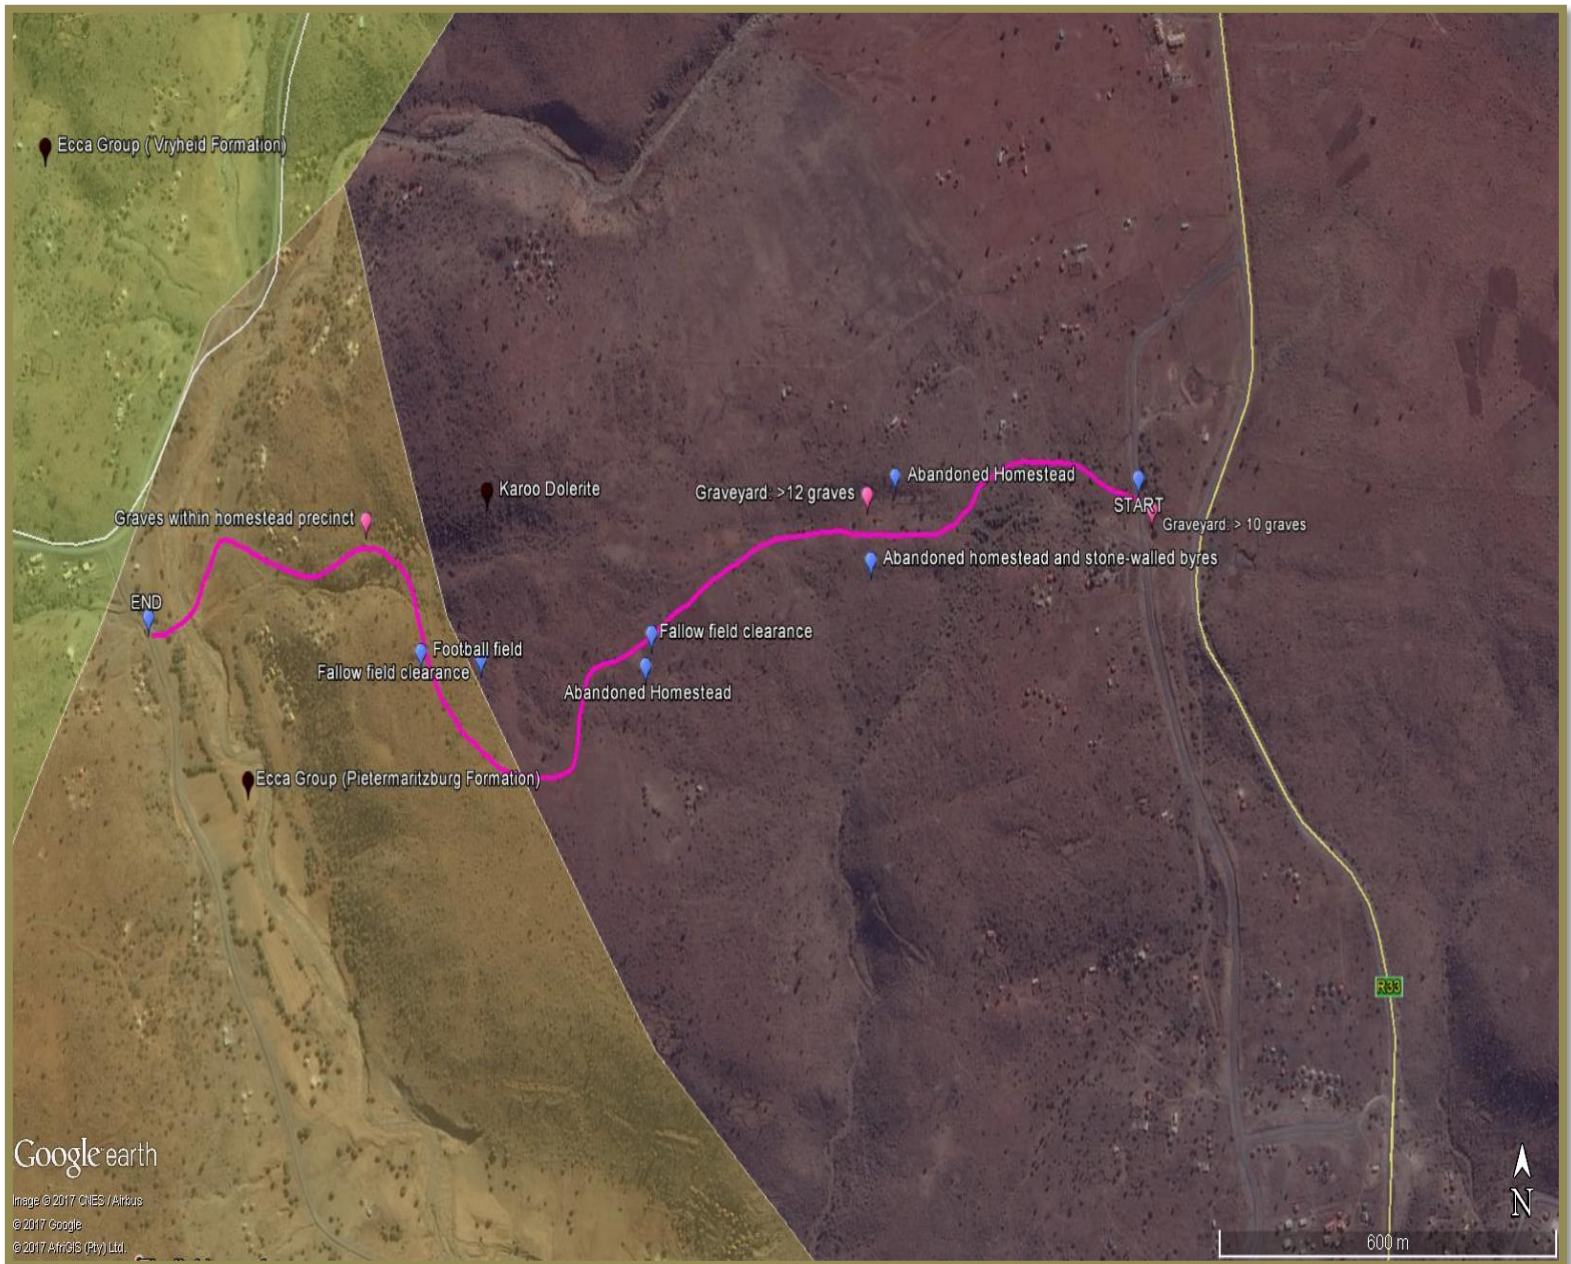 Ecca Group ( Vryheid Formation)
Karoo Dolerite
Abandoned Homestead
Graveyard: >12 graves
START
Graves within homestead precinct
Graveyard: > 10 graves
Abandoned homestead and stone-walled byres
END
Fallow field clearance
Football field
Fallow field clearance
Abandoned Homestead
Ecca Group (Pietermaritzburg Formation)
R33
Google earth
Image © 2017 CNES / Airbus
© 2017 Google
© 2017 AfriGIS (Pty) Ltd.
N
600 m